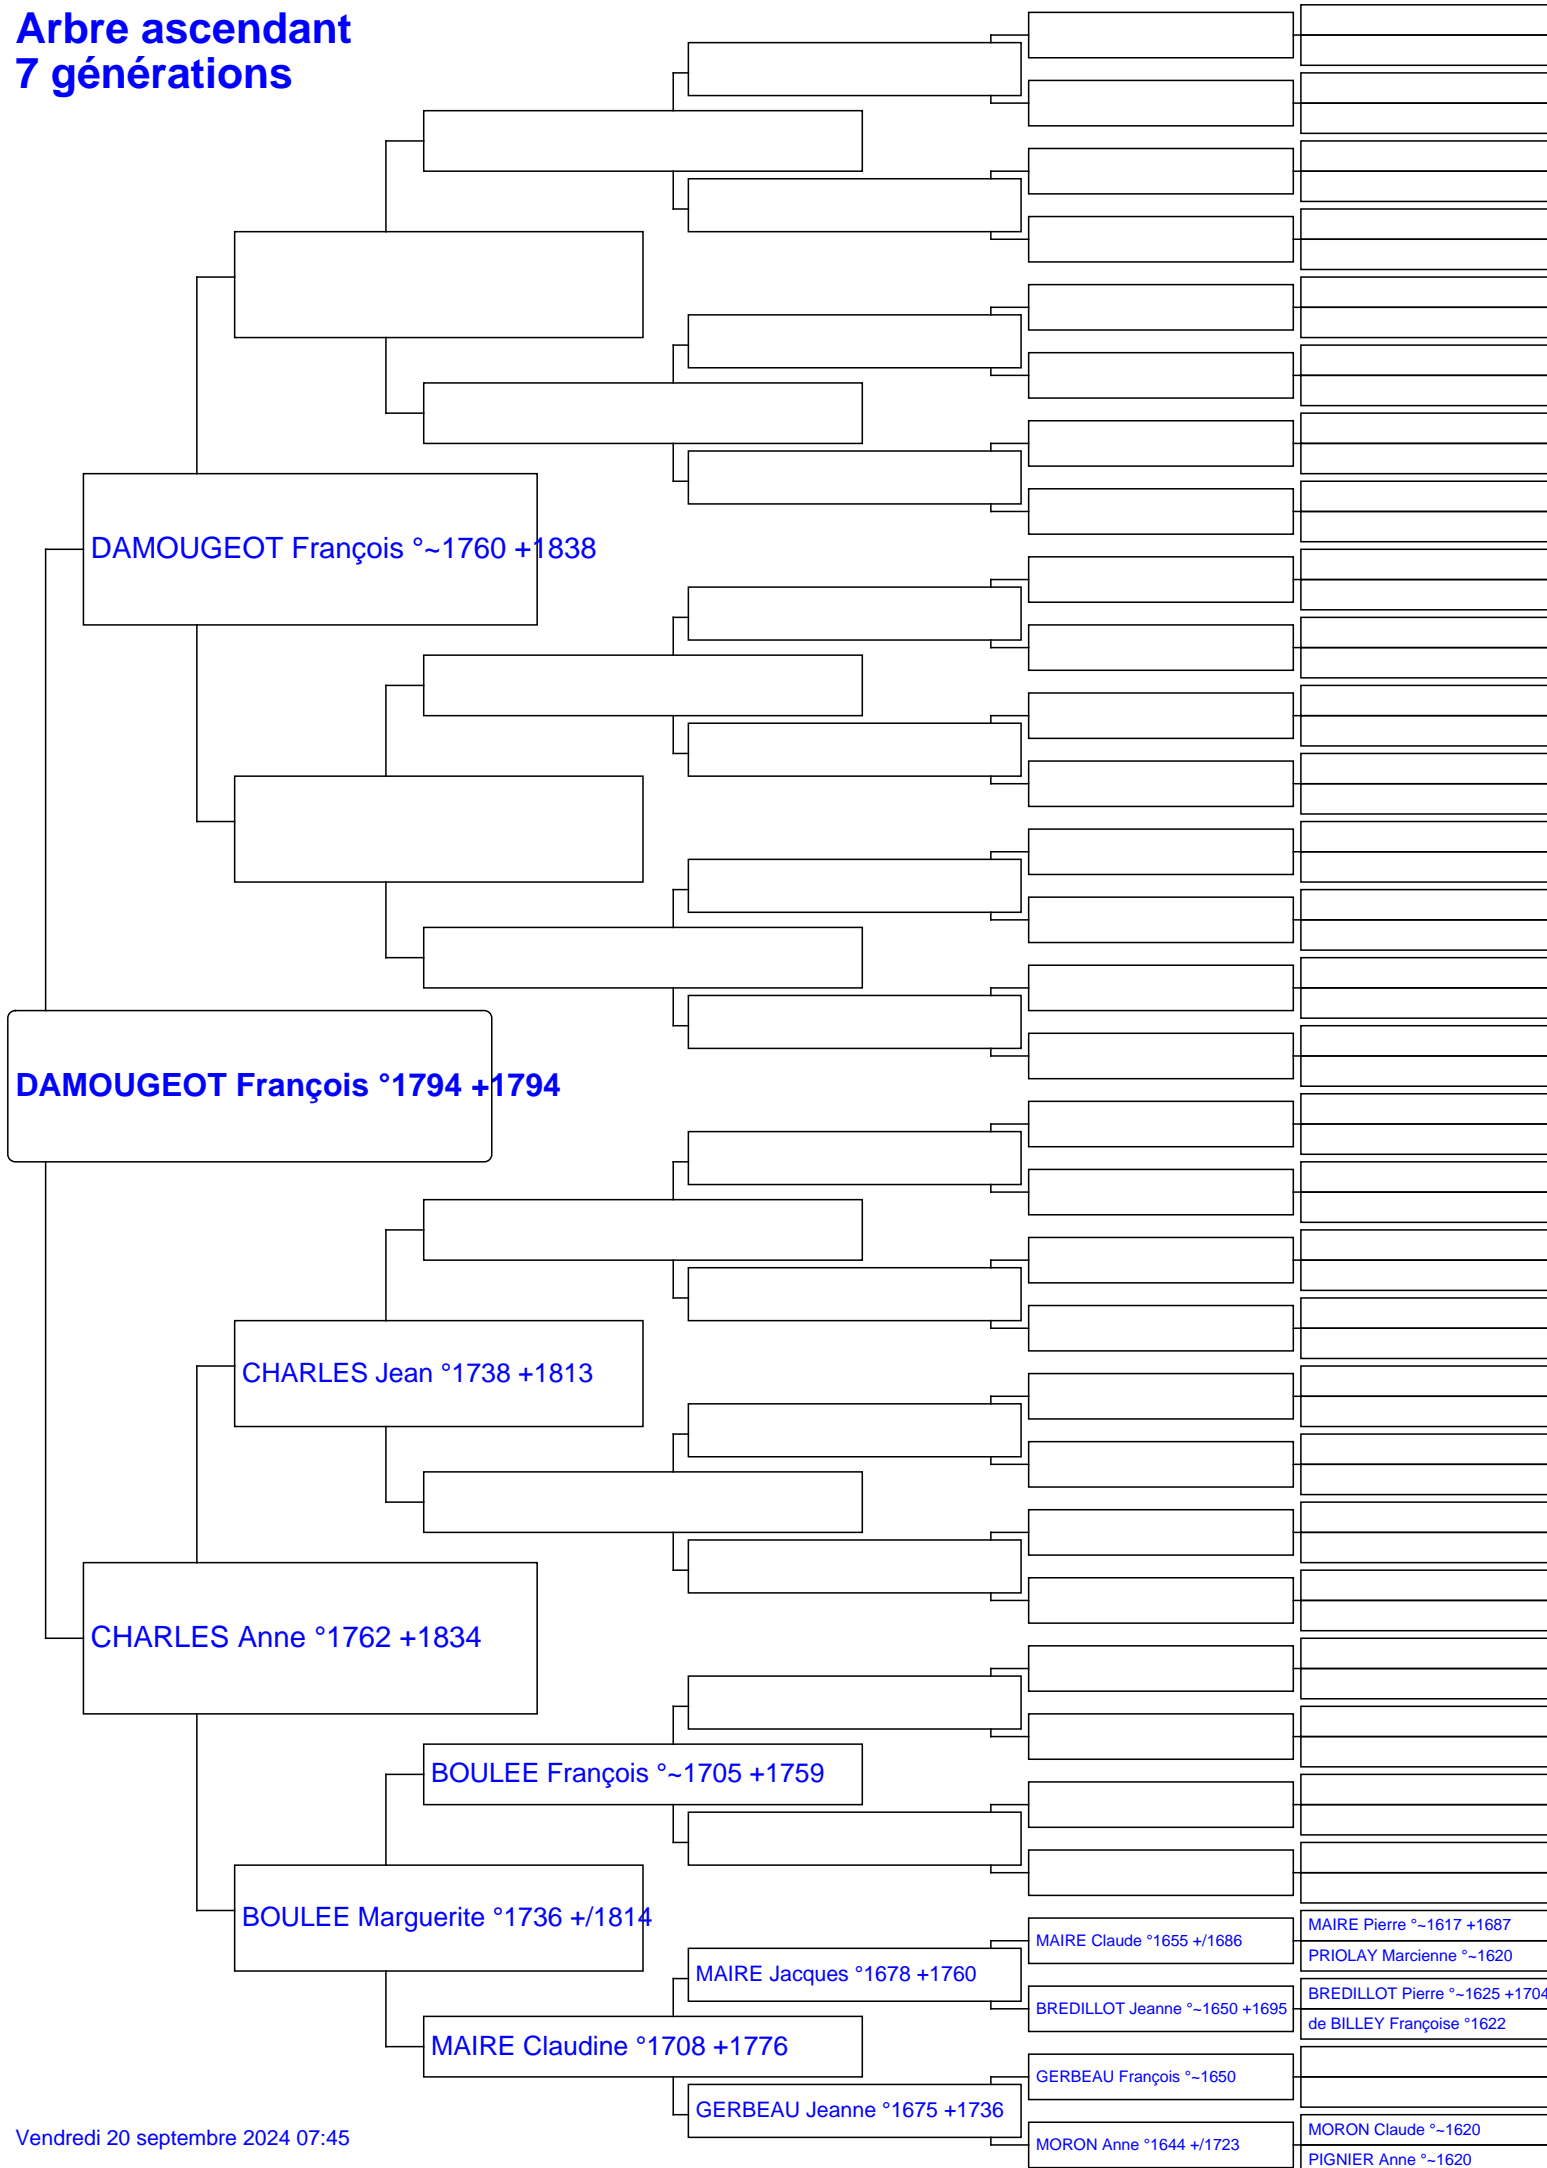 Arbre ascendant
7 générations
DAMOUGEOT François °~1760 +1838
DAMOUGEOT François °1794 +1794
CHARLES Jean °1738 +1813
CHARLES Anne °1762 +1834
BOULEE François °~1705 +1759
BOULEE Marguerite °1736 +/1814
MAIRE Jacques °1678 +1760
MAIRE Claudine °1708 +1776
GERBEAU Jeanne °1675 +1736
MAIRE Claude °1655 +/1686
BREDILLOT Jeanne °~1650 +1695
GERBEAU François °~1650
MORON Anne °1644 +/1723
MAIRE Pierre °~1617 +1687
PRIOLAY Marcienne °~1620
BREDILLOT Pierre °~1625 +1704
de BILLEY Françoise °1622
MORON Claude °~1620
PIGNIER Anne °~1620
Vendredi 20 septembre 2024 07:45